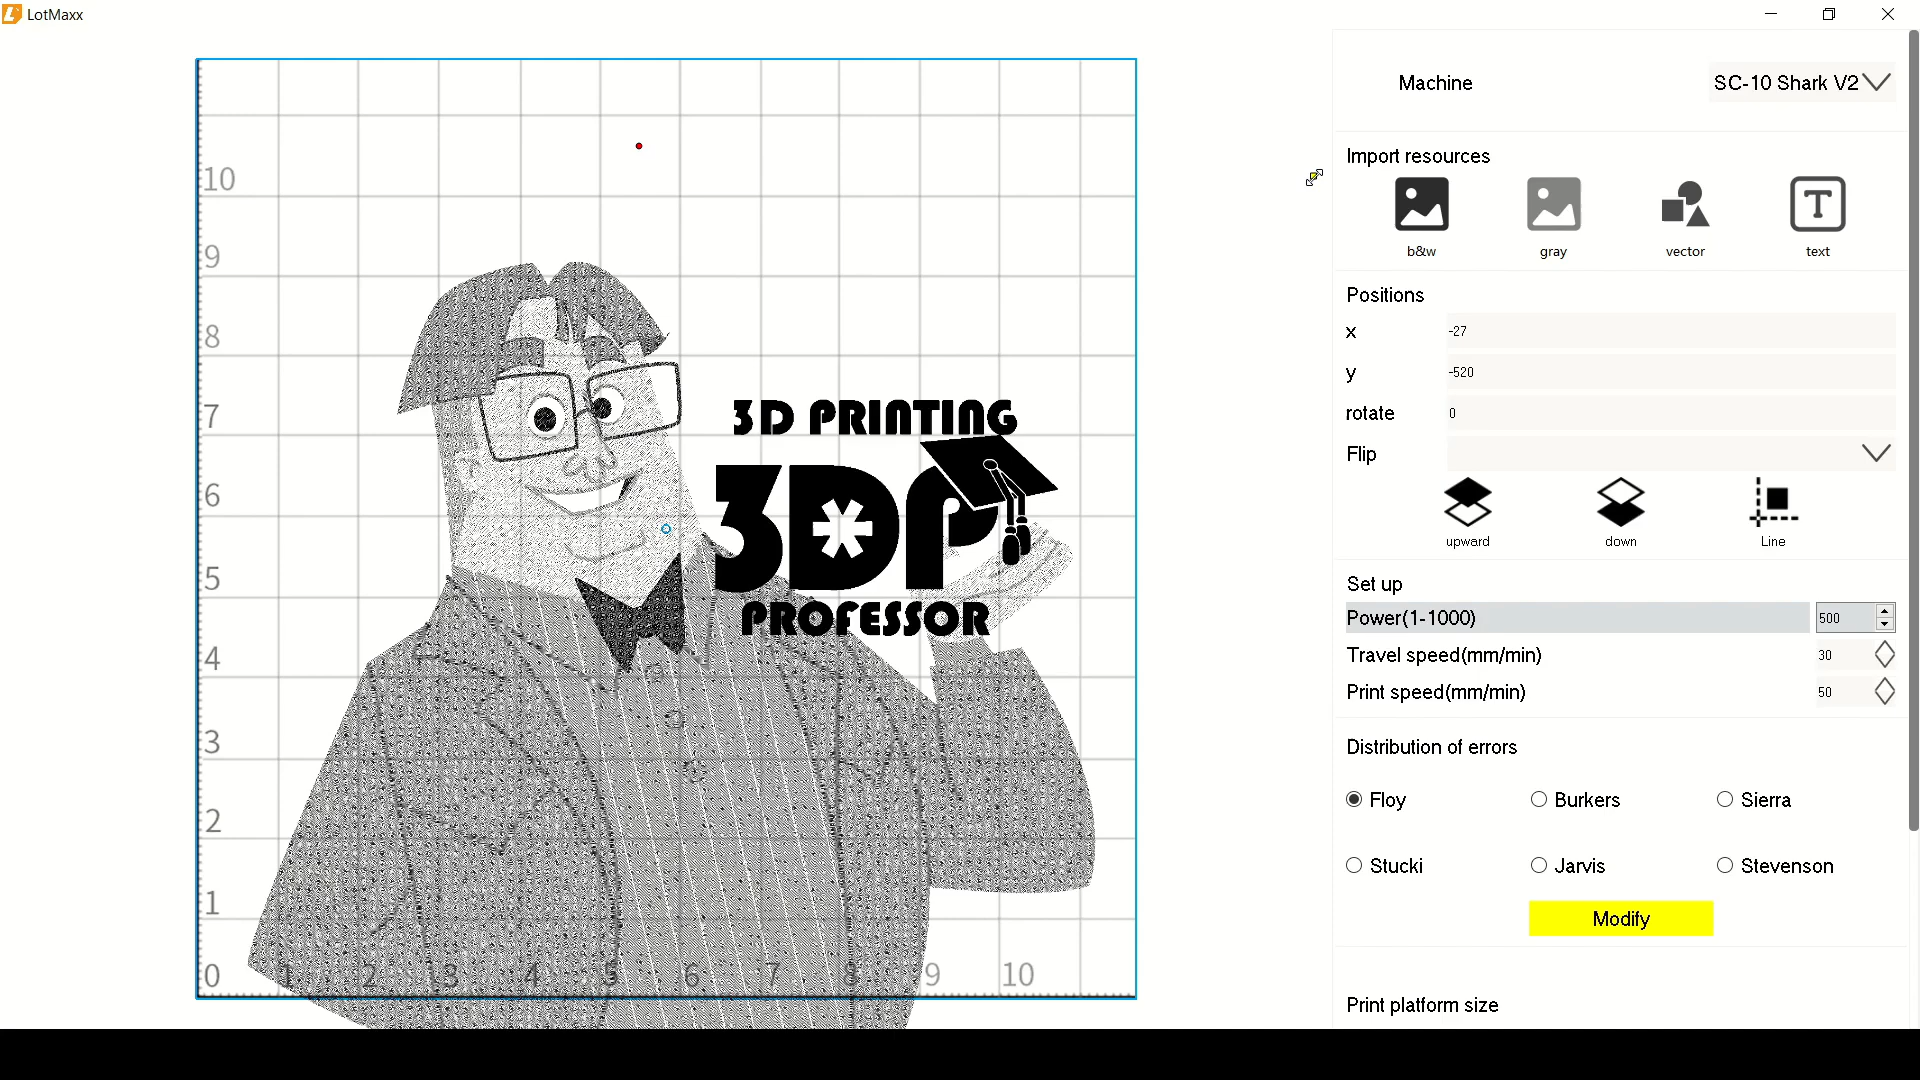 LotMaxx
Machine
SC-10 Shark V2
Import resources
b&w
gray
vector
text
Positions
x
-27
y
-520
rotate
0
Flip
upward
down
Line
Set up
Power(1-1000)
500
Travel speed(mm/min)
30
Print speed(mm/min)
50
Distribution of errors
Floy
Burkers
Sierra
Stucki
Jarvis
Stevenson
Modify
Print platform size
10
9
8
7
6
5
4
3
2
1
0 1 2 3 4 5 6 7 8 9 10
3D PRINTING
3DP
PROFESSOR